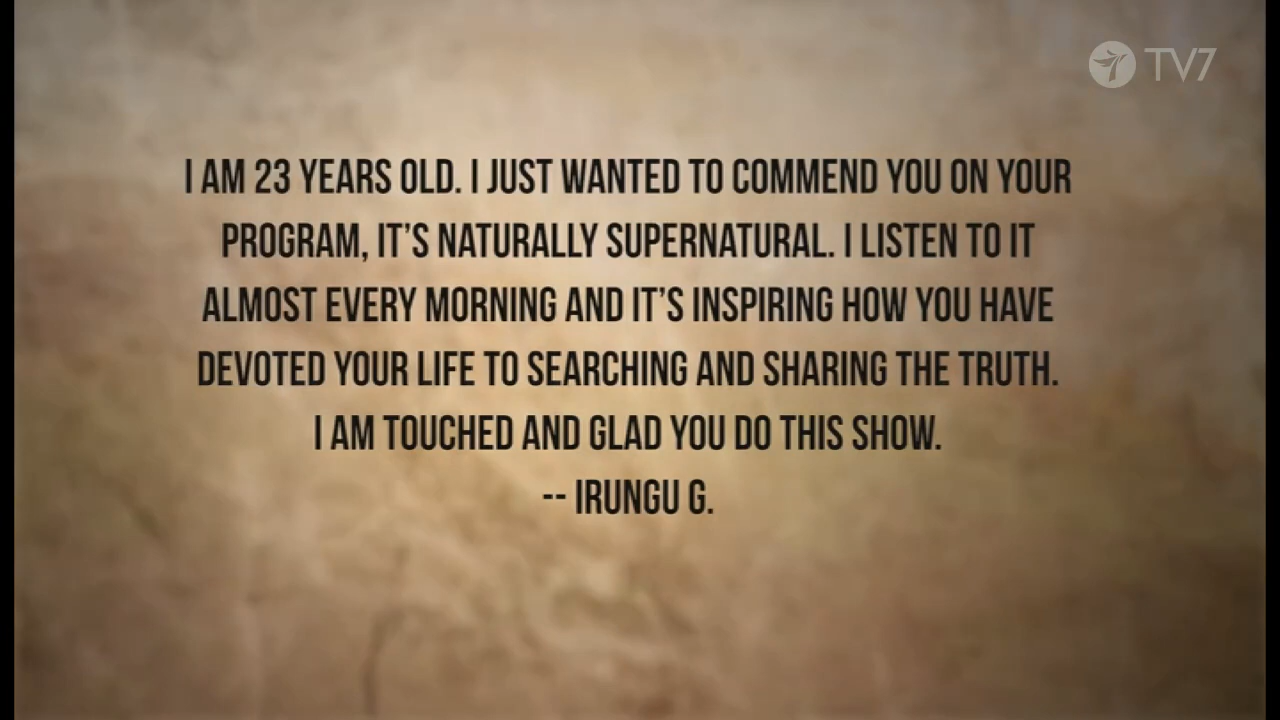 TV7
I AM 23 YEARS OLD. I JUST WANTED TO COMMEND YOU ON YOUR
PROGRAM, IT'S NATURALLY SUPERNATURAL. I LISTEN TO IT
ALMOST EVERY MORNING AND IT'S INSPIRING HOW YOU HAVE
DEVOTED YOUR LIFE TO SEARCHING AND SHARING THE TRUTH.
I AM TOUCHED AND GLAD YOU DO THIS SHOW.
-- IRUNGU G.